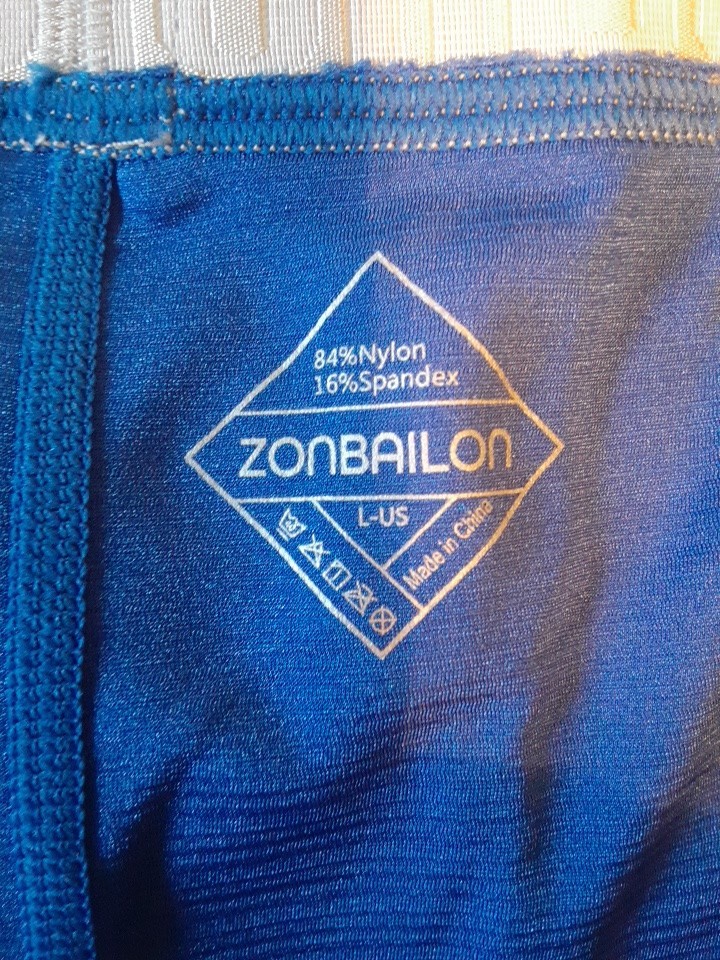 84%Nylon
16%Spandex
ZONBAILON
L-US
Made in China